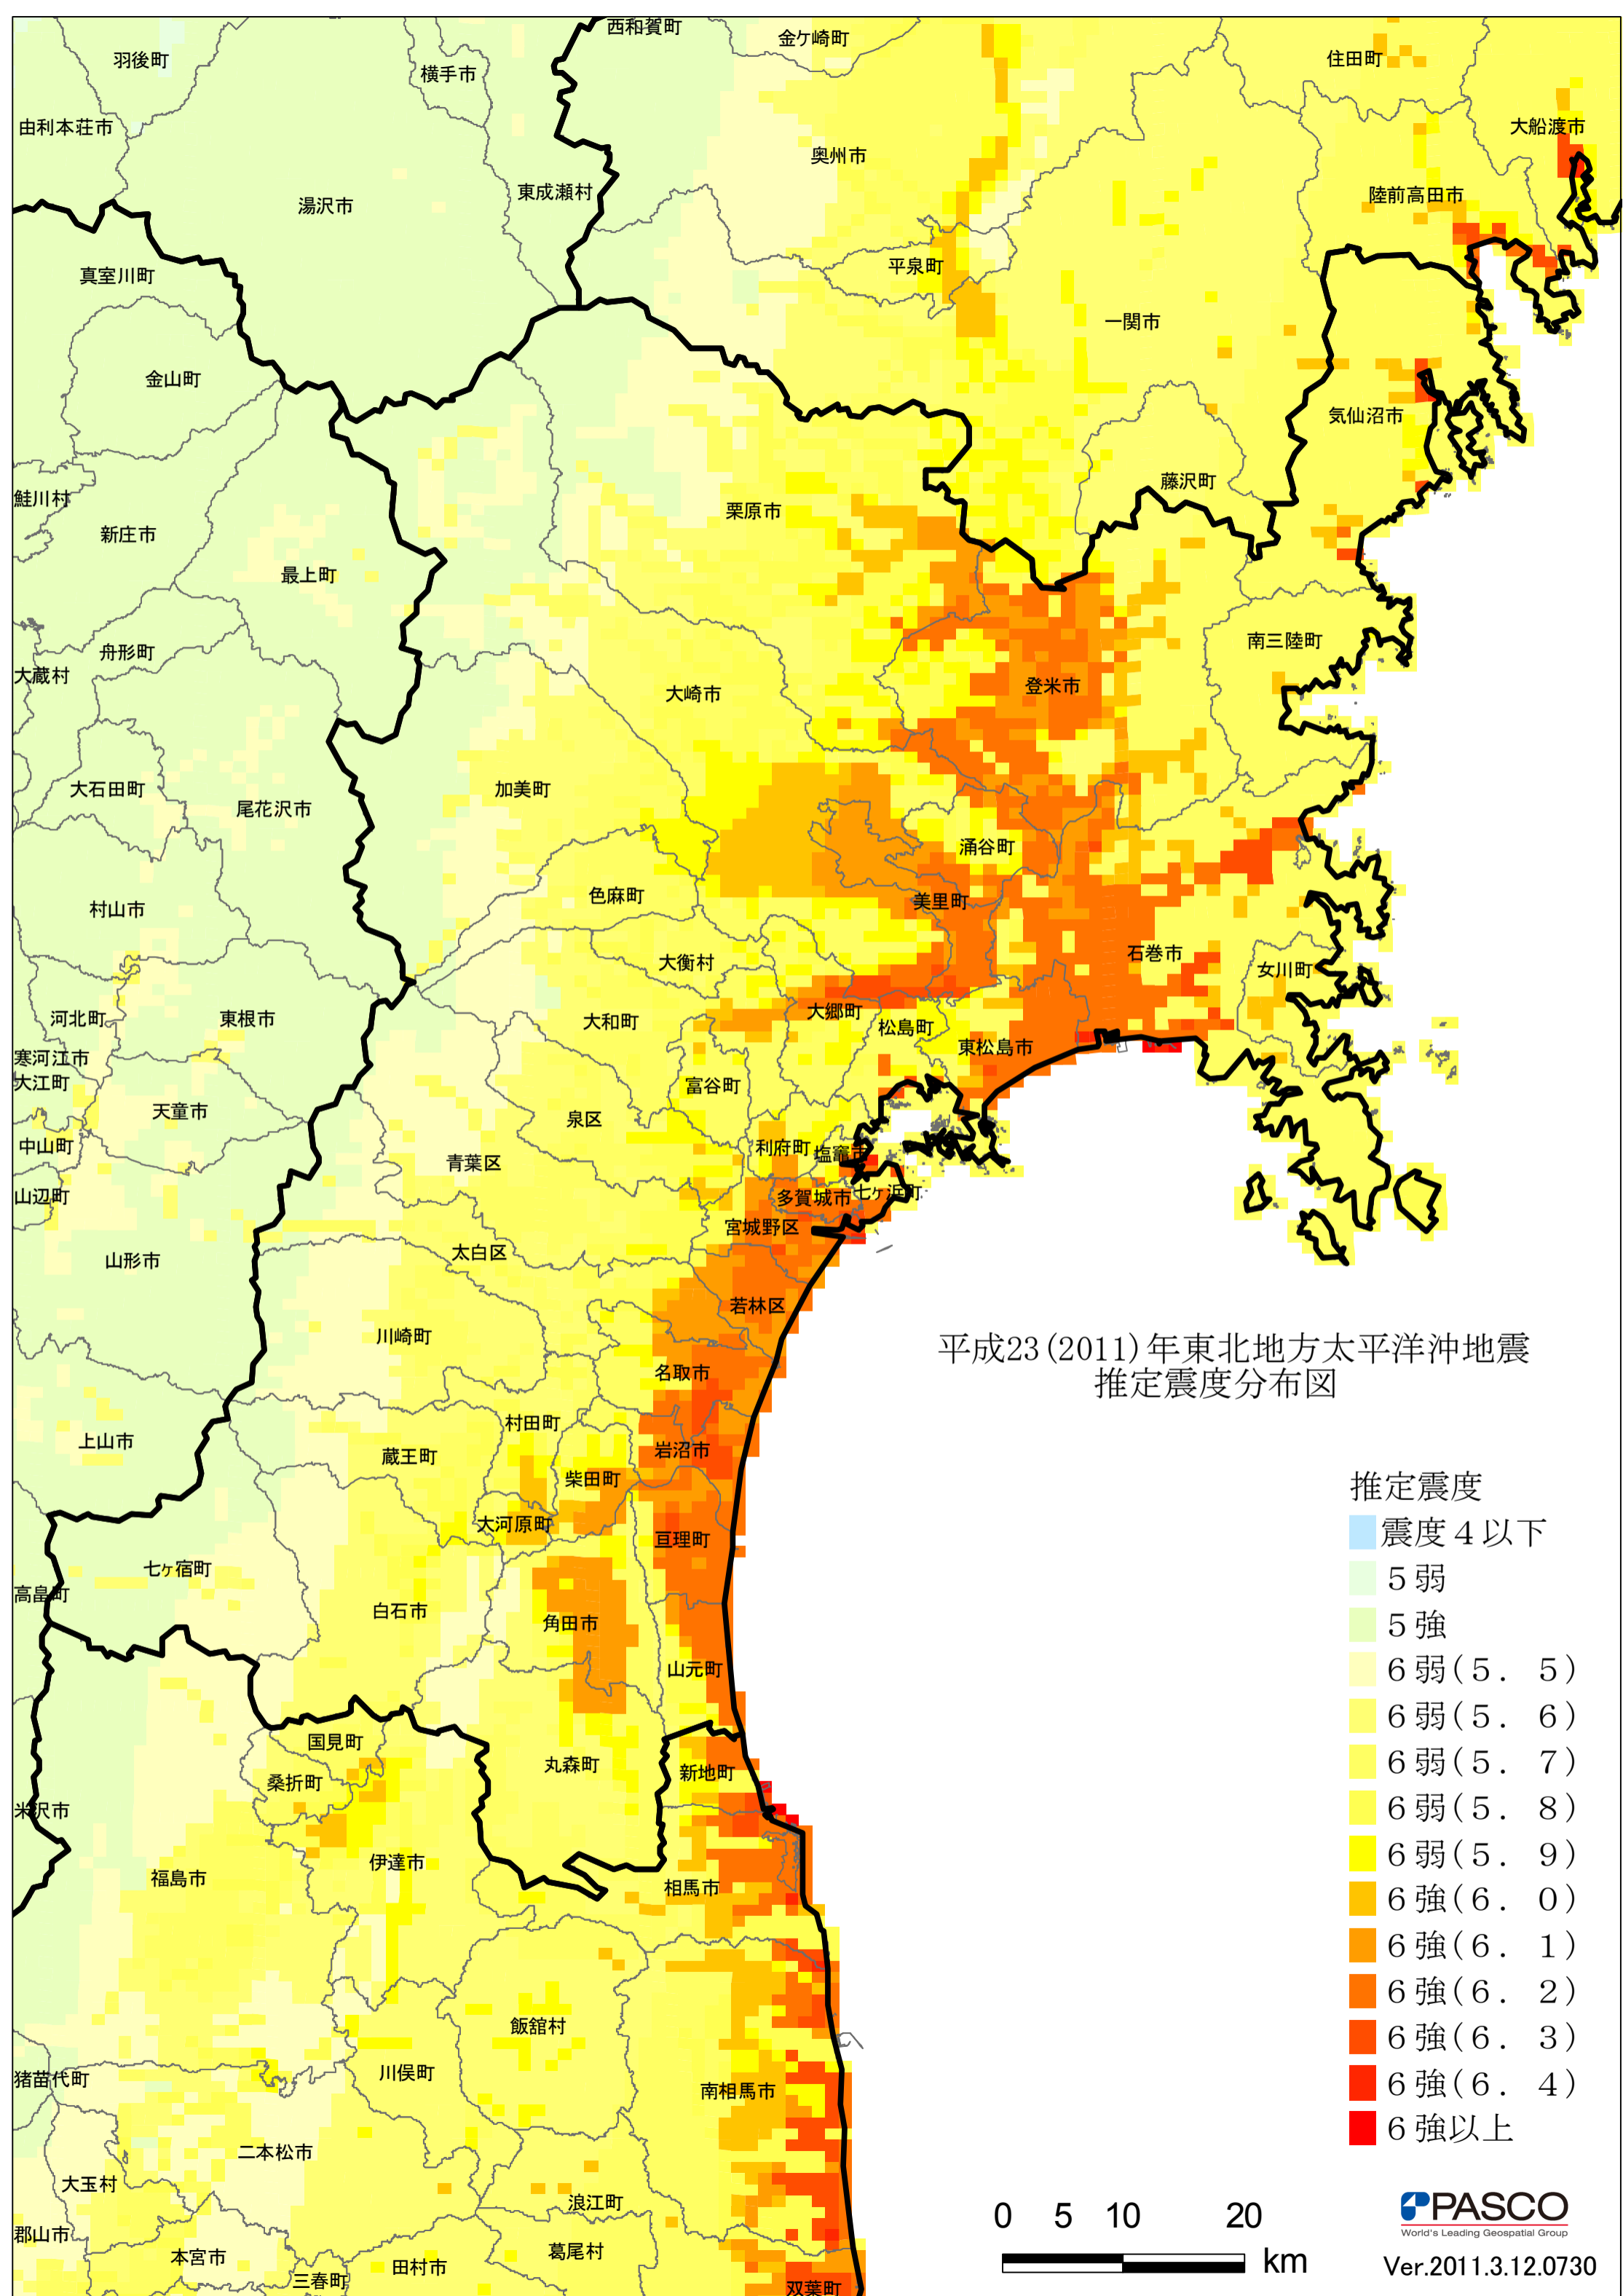 西和賀町
金ケ崎町
羽後町
横手市
住田町
由利本荘市
大船渡市
奥州市
東成瀬村
陸前高田市
湯沢市
平泉町
真室川町
一関市
金山町
気仙沼市
藤沢町
鮭川村
栗原市
新庄市
最上町
南三陸町
舟形町
大蔵村
登米市
大崎市
大石田町
加美町
尾花沢市
涌谷町
色麻町
美里町
村山市
石巻市
大衡村
女川町
大郷町
河北町
東根市
大和町
松島町
東松島市
寒河江市
大江町
富谷町
天童市
泉区
中山町
利府町
塩竈市
青葉区
山辺町
多賀城市
七ヶ浜町
宮城野区
太白区
山形市
若林区
川崎町
平成23(2011)年東北地方太平洋沖地震
推定震度分布図
名取市
村田町
上山市
蔵王町
岩沼市
柴田町
推定震度
大河原町
亘理町
震度４以下
七ヶ宿町
５弱
高畠町
白石市
角田市
５強
山元町
６弱(５．５)
６弱(５．６)
国見町
丸森町
新地町
６弱(５．７)
桑折町
米沢市
６弱(５．８)
伊達市
６弱(５．９)
福島市
相馬市
６強(６．０)
６強(６．１)
６強(６．２)
飯舘村
６強(６．３)
猪苗代町
川俣町
南相馬市
６強(６．４)
６強以上
二本松市
大玉村
浪江町
0 5 10 20
km
PASCO
World's Leading Geospatial Group
Ver.2011.3.12.0730
郡山市
本宮市
葛尾村
田村市
三春町
双葉町